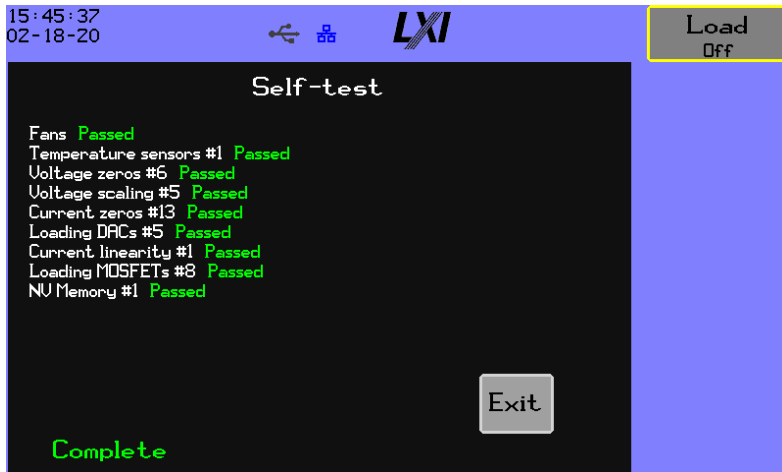 15:45:37
02-18-20
LXI
Load
Off
Self-test
Fans Passed
Temperature sensors #1 Passed
Voltage zeros #6 Passed
Voltage scaling #5 Passed
Current zeros #13 Passed
Loading DACs #5 Passed
Current linearity #1 Passed
Loading MOSFETs #8 Passed
NV Memory #1 Passed
Exit
Complete